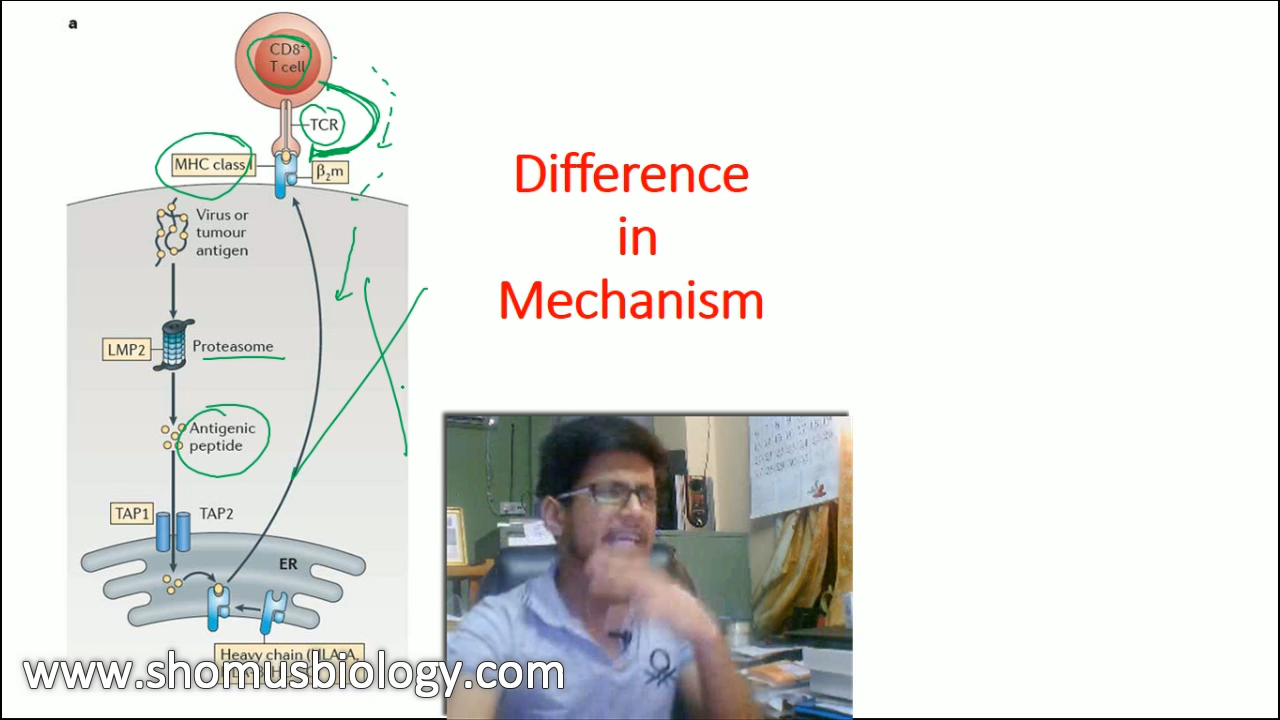 a
CD8+
T cell
TCR
MHC class I
β2m
Virus or
tumour
antigen
LMP2
Proteasome
Antigenic
peptide
TAP1
TAP2
ER
Heavy chain (HLA-A,
www.shomusbiology.com
Difference
in
Mechanism